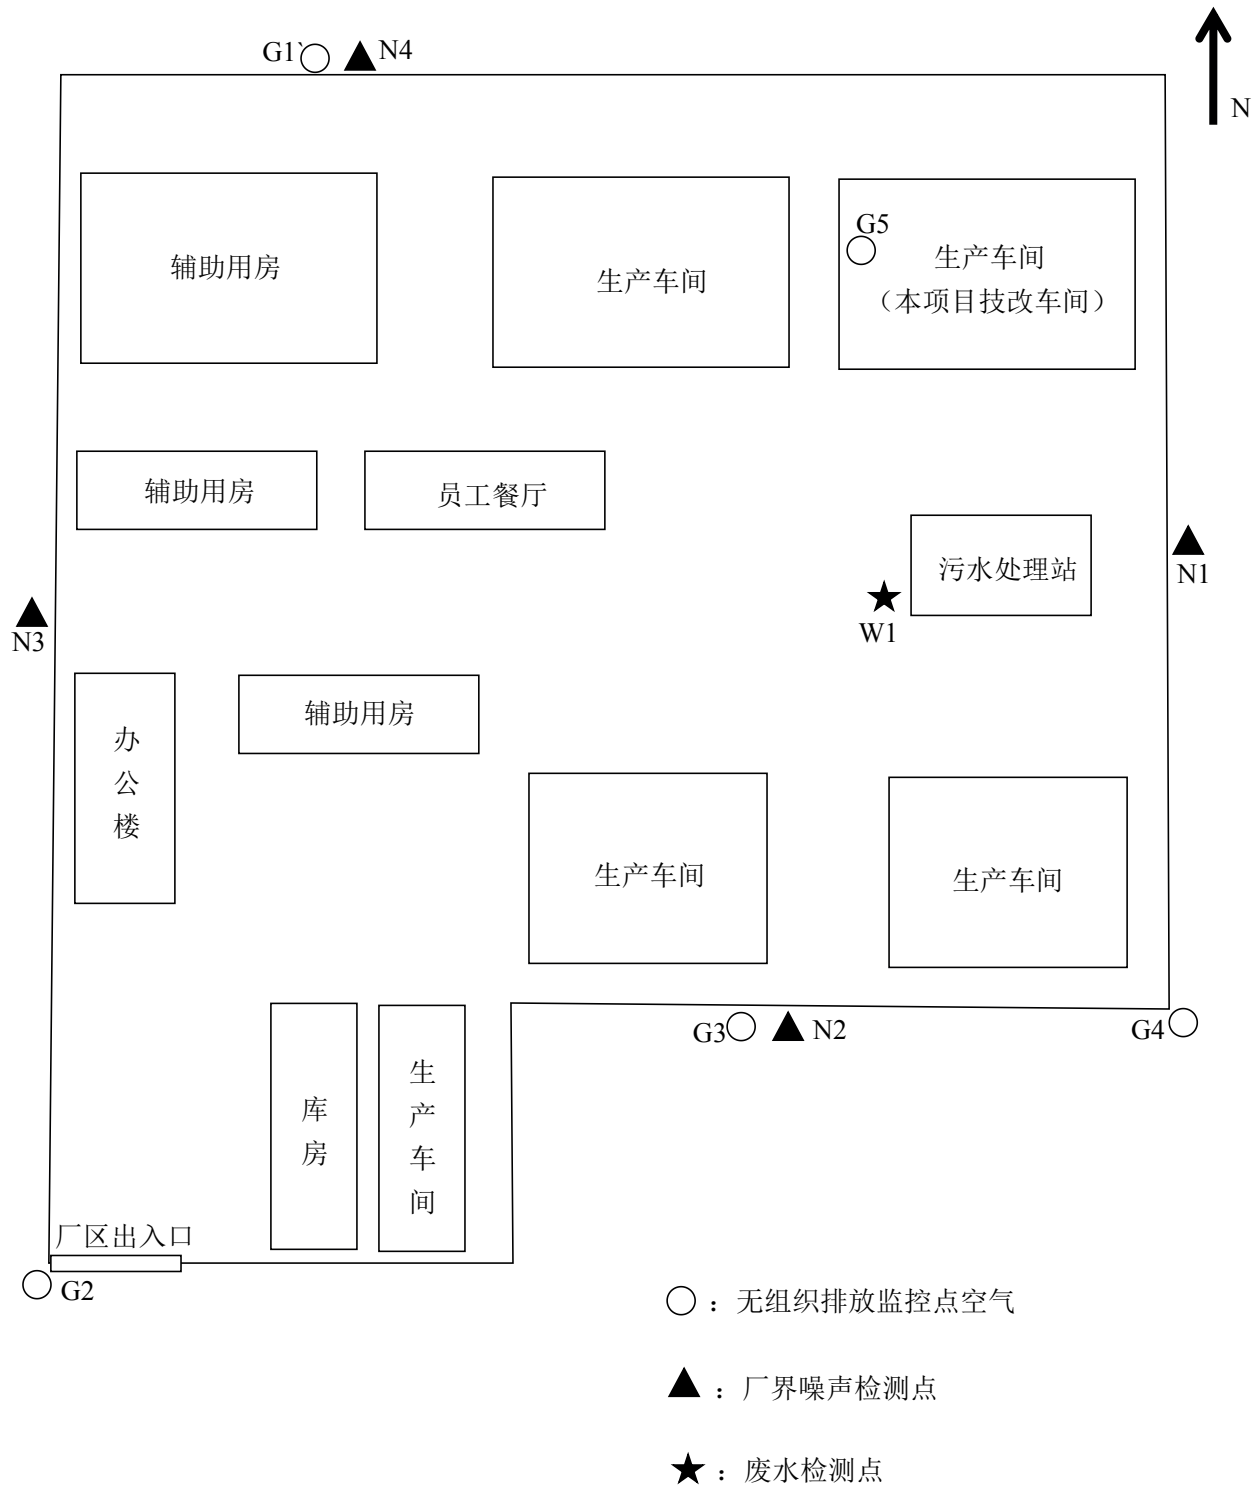 G1`
N4
N
G5
辅助用房
生产车间
生产车间
（本项目技改车间）
辅助用房
员工餐厅
污水处理站
N1
W1
N3
办公楼
辅助用房
生产车间
生产车间
G3
N2
G4
库房
生产车间
厂区出入口
G2
：无组织排放监控点空气
：厂界噪声检测点
：废水检测点